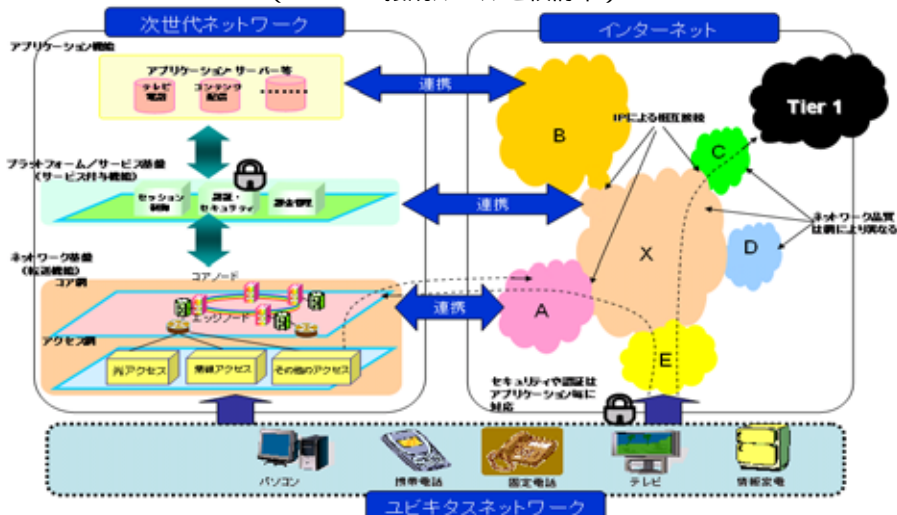 次世代ネットワーク
インターネット
アプリケーション機能
アプリケーション・サーバー等
テレビ
電話
コンテンツ
配信
・・・・・・・
連携
B
IPによる相互接続
Tier 1
C
プラットフォーム／サービス基盤
（サービス付与機能）
セッション
制御
認証・
セキュリティ
課金管理
連携
ネットワーク品質
は網により異なる
X
D
ネットワーク基盤
（転送機能）
コア網
コアノード
エッジノード
連携
A
アクセス網
光アクセス
無線アクセス
その他のアクセス
E
セキュリティや認証は
アプリケーション毎に
対応
パソコン
携帯電話
固定電話
テレビ
情報家電
ユビキタスネットワーク